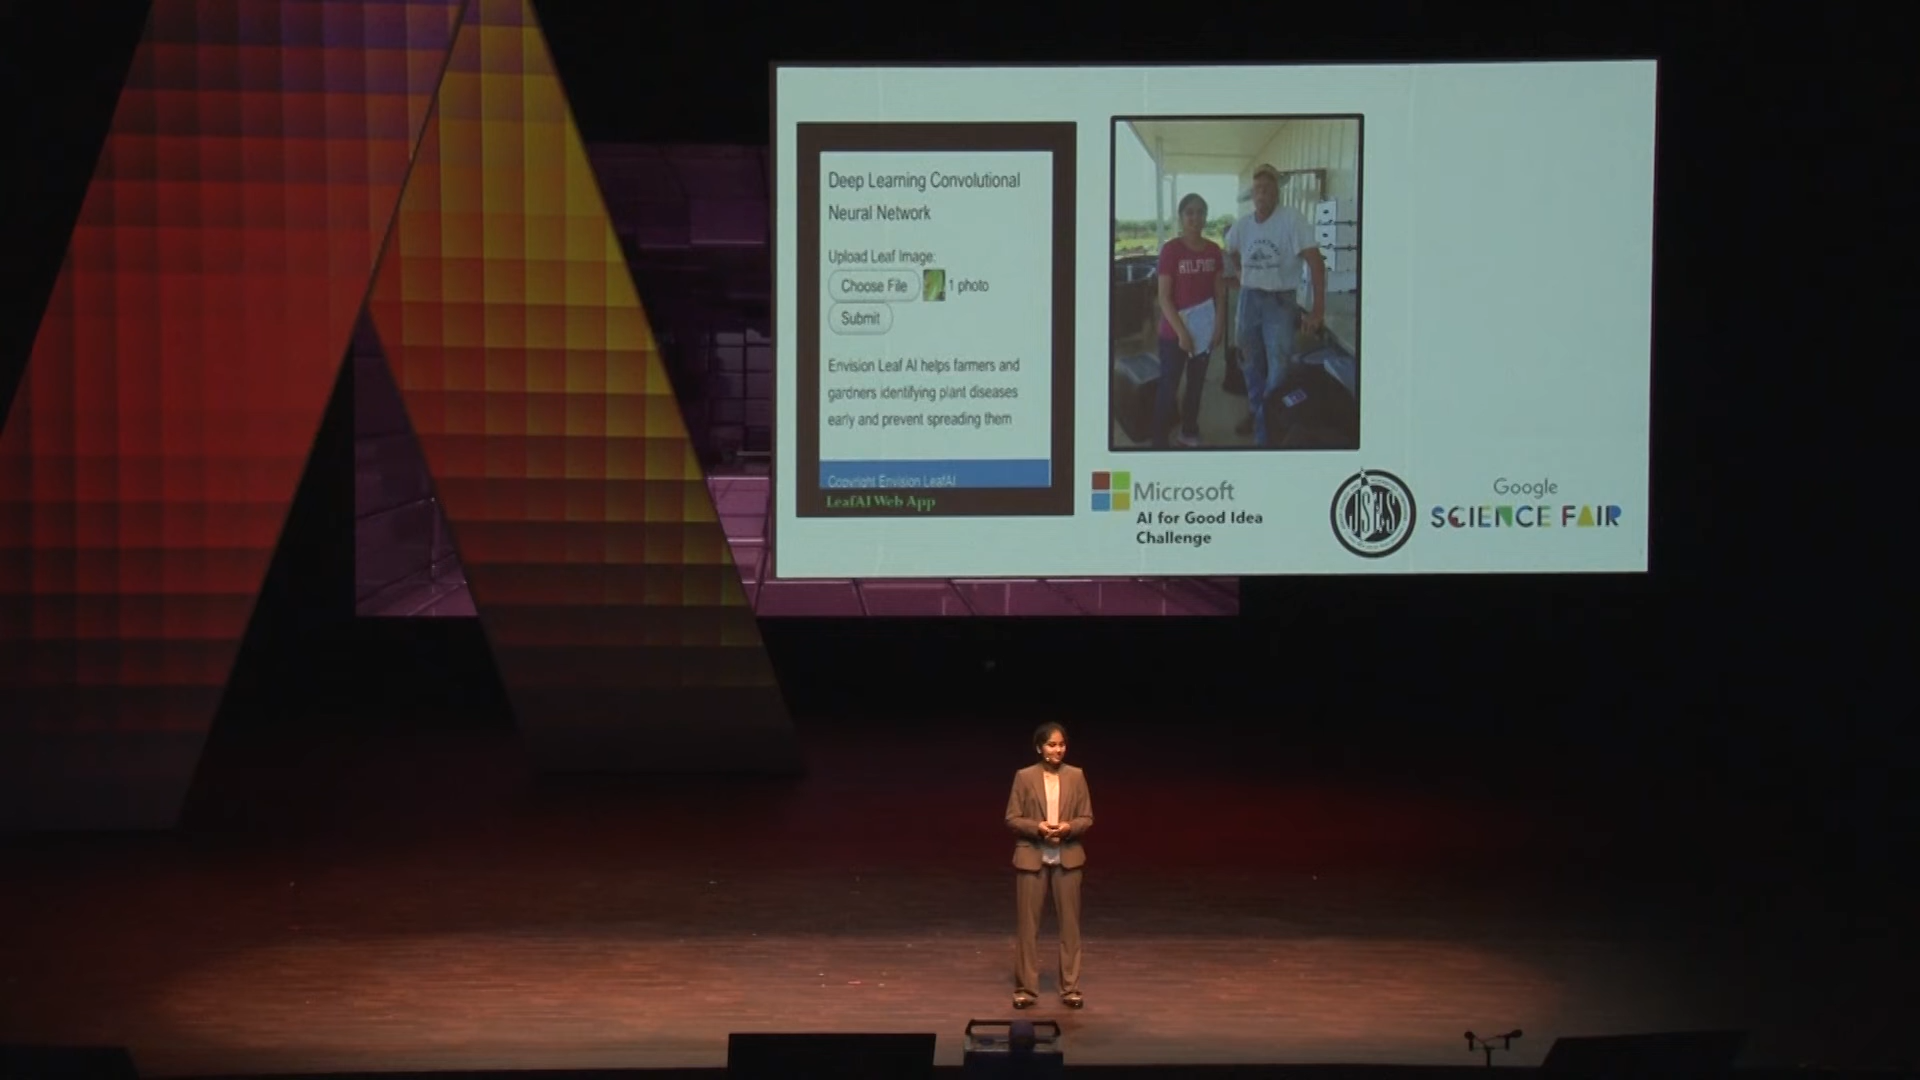 Deep Learning Convolutional
Neural Network
Upload Leaf Image:
Choose File 1 photo
Submit
Envision Leaf AI helps farmers and
gardners identifying plant diseases
early and prevent spreading them
Copyright Envision LeafAI
LeafAI Web App
Microsoft
AI for Good Idea
Challenge
Google
SCIENCE FAIR